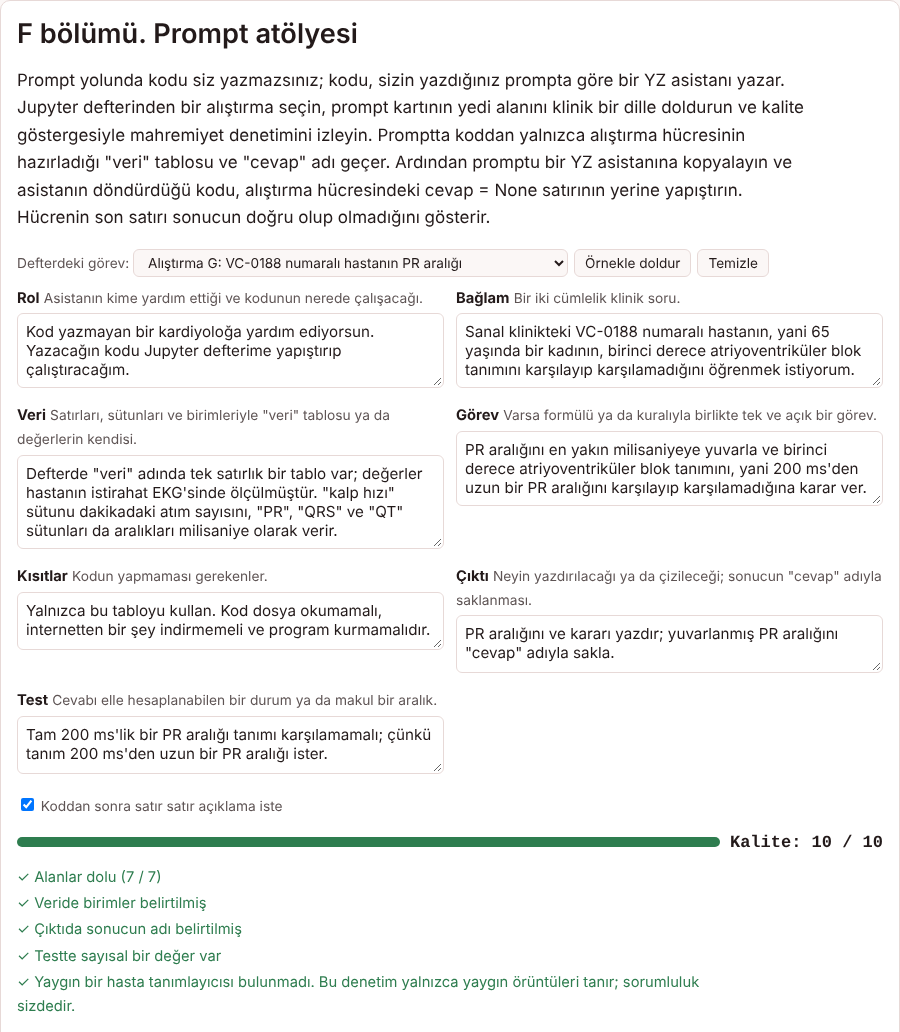 F bölümü. Prompt atölyesi
Prompt yolunda kodu siz yazmazsınız; kodu, sizin yazdığınız prompta göre bir YZ asistanı yazar.
Jupyter defterinden bir alıştırma seçin, prompt kartının yedi alanını klinik bir dille doldurun ve kalite
göstergesiyle mahremiyet denetimini izleyin. Promptta koddan yalnızca alıştırma hücresinin
hazırladığı "veri" tablosu ve "cevap" adı geçer. Ardından promptu bir YZ asistanına kopyalayın ve
asistanın döndürdüğü kodu, alıştırma hücresindeki cevap = None satırının yerine yapıştırın.
Hücrenin son satırı sonucun doğru olup olmadığını gösterir.
Defterdeki görev: Alıştırma G: VC-0188 numaralı hastanın PR aralığı Örnekle doldur Temizle
Rol Asistanın kime yardım ettiği ve kodunun nerede çalışacağı.
Kod yazmayan bir kardiyoloğa yardım ediyorsun.
Yazacağın kodu Jupyter defterime yapıştırıp
çalıştıracağım.
Bağlam Bir iki cümlelik klinik soru.
Sanal klinikteki VC-0188 numaralı hastanın, yani 65
yaşında bir kadının, birinci derece atriyoventriküler blok
tanımını karşılayıp karşılamadığını öğrenmek istiyorum.
Veri Satırları, sütunları ve birimleriyle "veri" tablosu ya da
değerlerin kendisi.
Defterde "veri" adında tek satırlık bir tablo var; değerler
hastanın istirahat EKG'sinde ölçülmüştür. "kalp hızı"
sütunu dakikadaki atım sayısını, "PR", "QRS" ve "QT"
sütunları da aralıkları milisaniye olarak verir.
Görev Varsa formülü ya da kuralıyla birlikte tek ve açık bir görev.
PR aralığını en yakın milisaniyeye yuvarla ve birinci
derece atriyoventriküler blok tanımını, yani 200 ms'den
uzun bir PR aralığını karşılayıp karşılamadığına karar ver.
Kısıtlar Kodun yapmaması gerekenler.
Yalnızca bu tabloyu kullan. Kod dosya okumamalı,
internetten bir şey indirmemeli ve program kurmamalıdır.
Çıktı Neyin yazdırılacağı ya da çizileceği; sonucun "cevap" adıyla
saklanması.
PR aralığını ve kararı yazdır; yuvarlanmış PR aralığını
"cevap" adıyla sakla.
Test Cevabı elle hesaplanabilen bir durum ya da makul bir aralık.
Tam 200 ms'lik bir PR aralığı tanımı karşılamamalı; çünkü
tanım 200 ms'den uzun bir PR aralığı ister.
Koddan sonra satır satır açıklama iste
Kalite: 10 / 10
✓ Alanlar dolu (7 / 7)
✓ Veride birimler belirtilmiş
✓ Çıktıda sonucun adı belirtilmiş
✓ Testte sayısal bir değer var
✓ Yaygın bir hasta tanımlayıcısı bulunmadı. Bu denetim yalnızca yaygın örüntüleri tanır; sorumluluk
sizdedir.